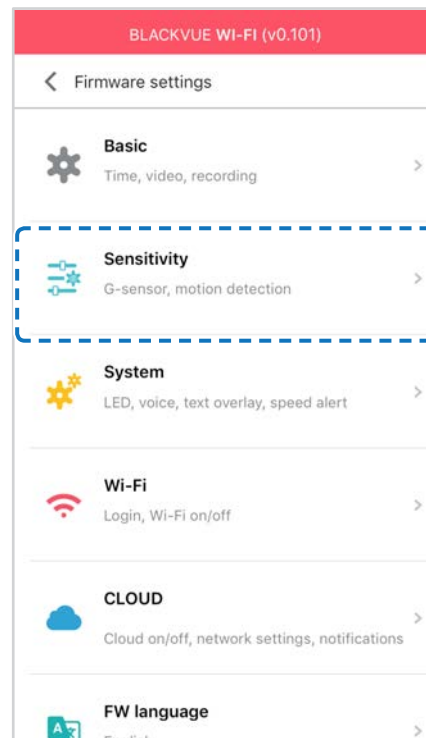 BLACKVUE WI-FI (v0.101)
Firmware settings
Basic
Time, video, recording
Sensitivity
G-sensor, motion detection
System
LED, voice, text overlay, speed alert
Wi-Fi
Login, Wi-Fi on/off
CLOUD
Cloud on/off, network settings, notifications
FW language